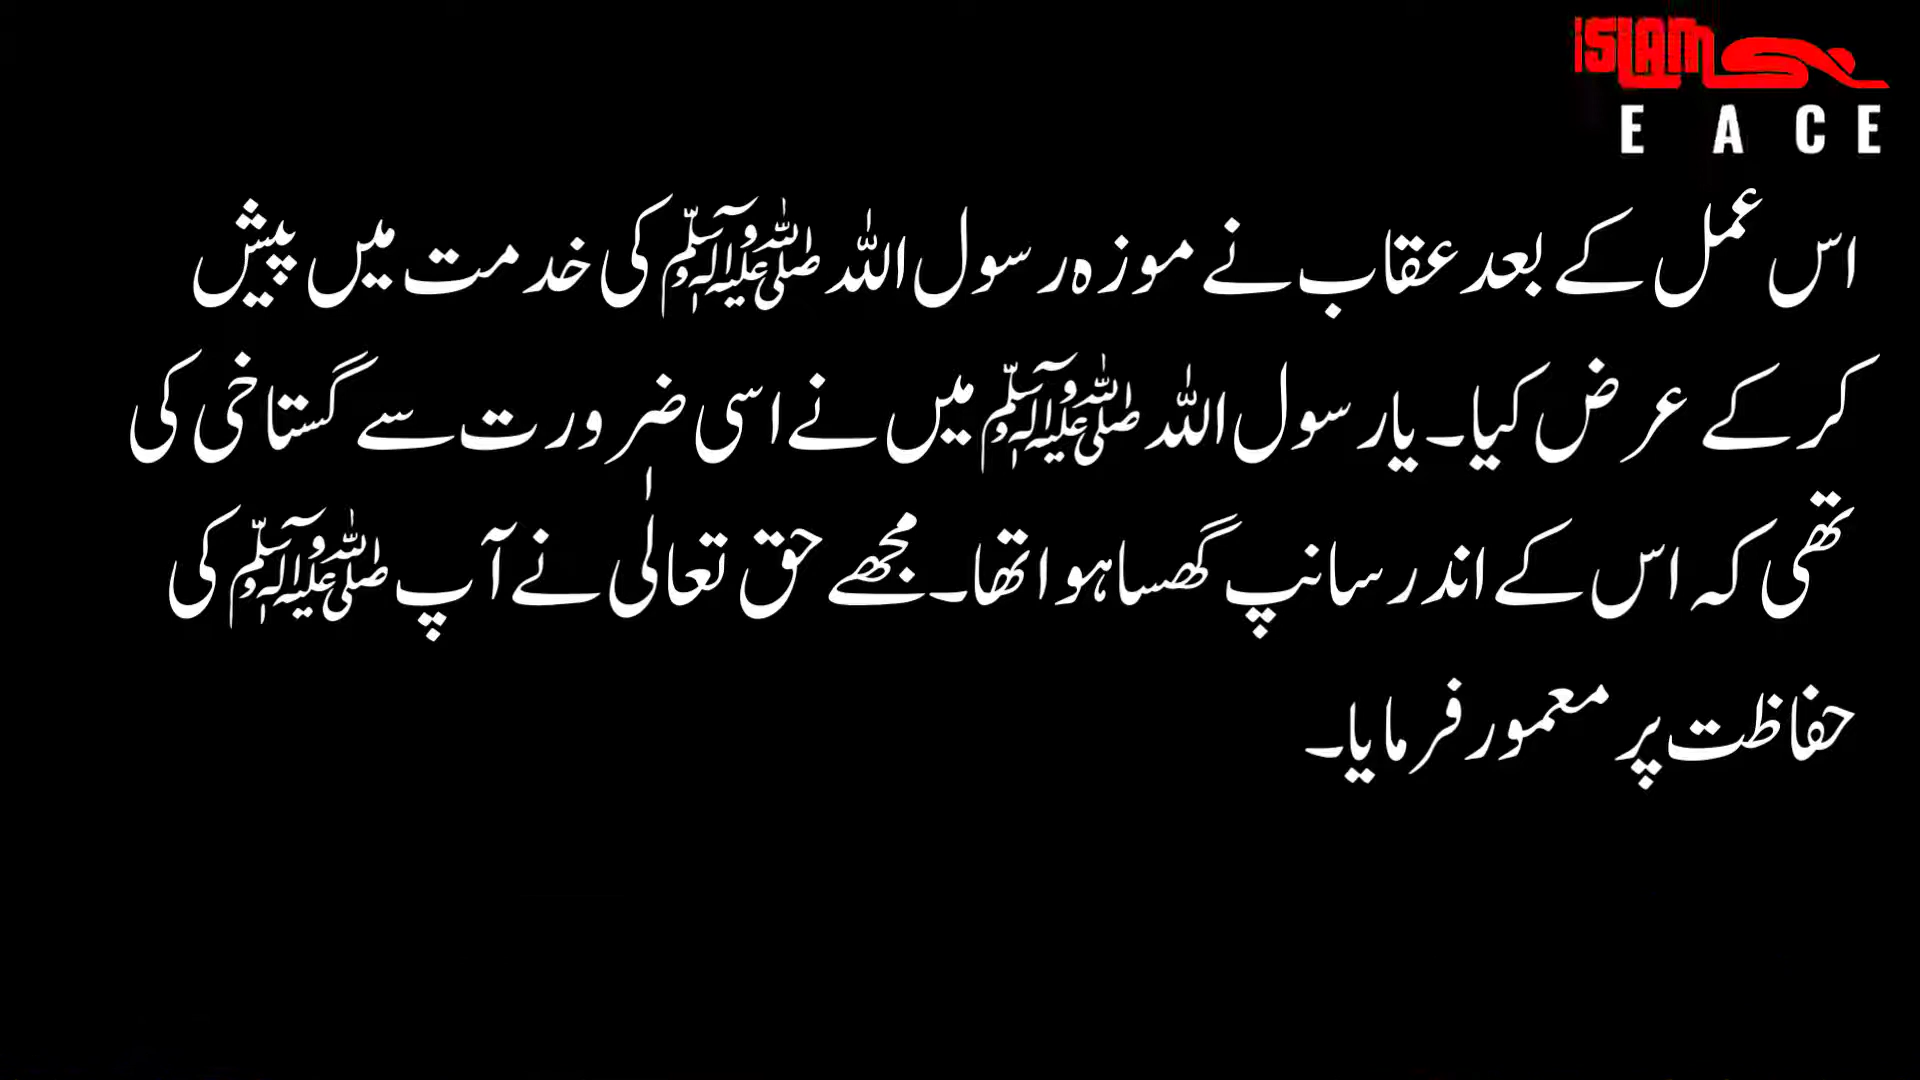 ISLAM
E A C E
اس عمل کے بعد عقاب نے موزہ رسول اللہ ﷺ کی خدمت میں پیش
کر کے عرض کیا۔ یا رسول اللہ ﷺ میں نے اسی ضرورت سے گستاخی کی
تھی کہ اس کے اندر سانپ گھسا ہوا تھا۔ مجھے حق تعالٰی نے آپ ﷺ کی
حفاظت پر معمور فرمایا۔